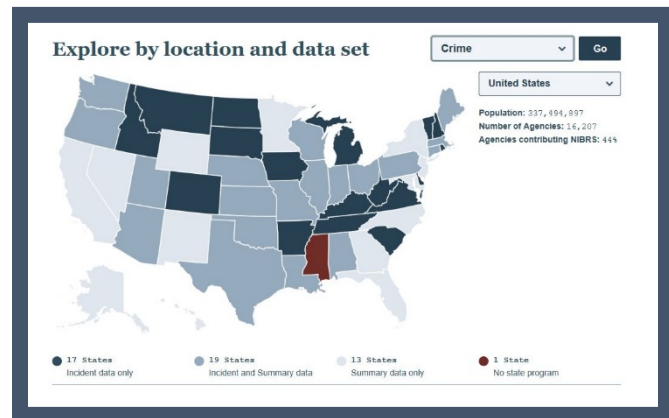 Explore by location and data set
Crime
Go
United States
Population: 337,494,897
Number of Agencies: 16,207
Agencies contributing NIBRS: 44%
17 States
Incident data only
19 States
Incident and Summary data
13 States
Summary data only
1 State
No state program